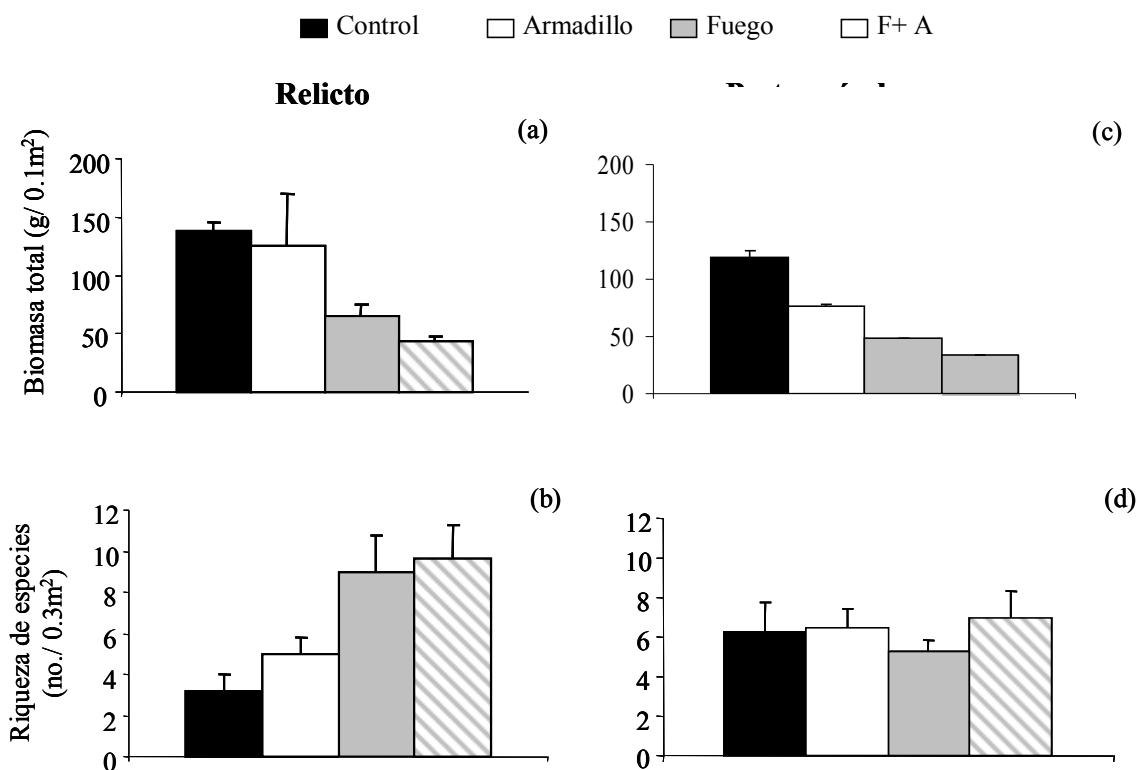 Control Armadillo Fuego F+ A
Relicto
(a)
Biomasa total (g/ 0.1m²)
200
150
100
50
0
(c)
200
150
100
50
0
(b)
Riqueza de especies
(no./ 0.3m²)
12
10
8
6
4
2
0
(d)
12
10
8
6
4
2
0